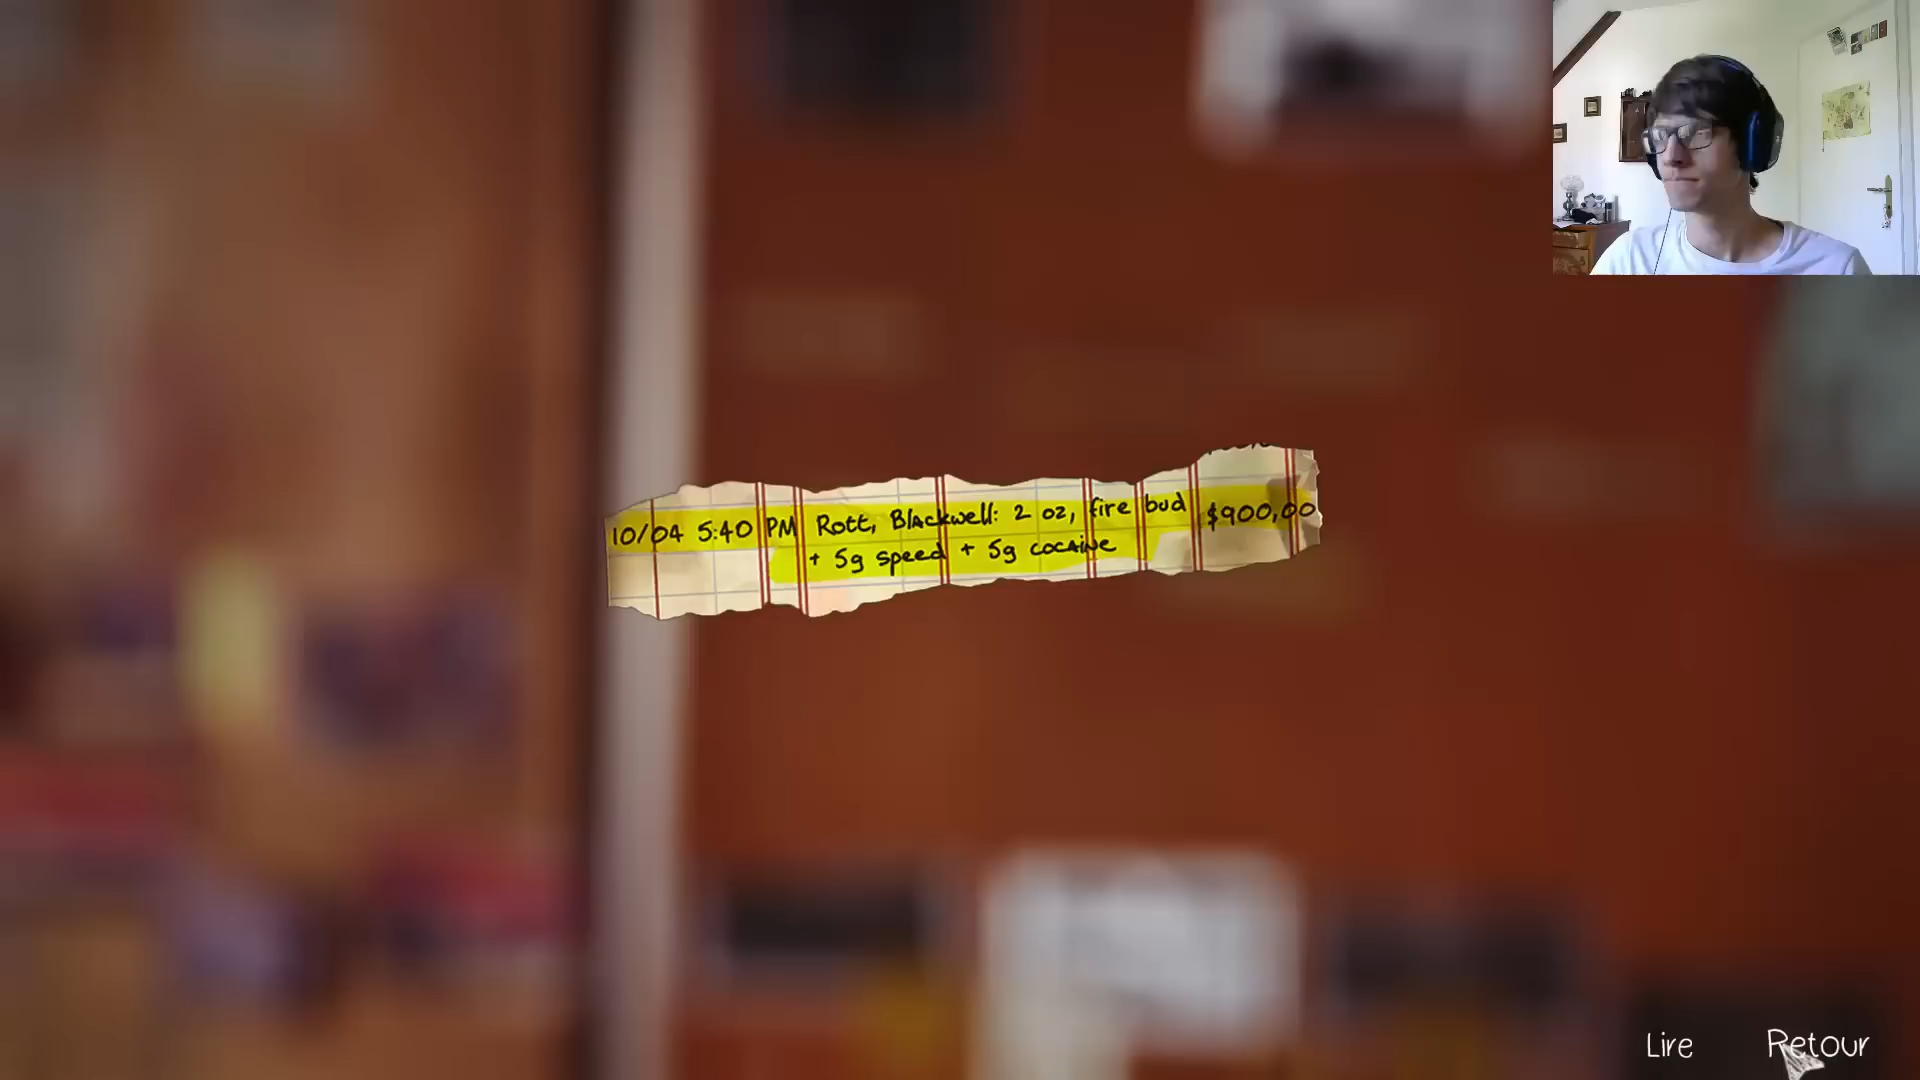 10/04 5:40 PM Rott, Blackwell: 2 oz, fire bud $900,00
+ 5g speed + 5g cocaine
Lire Retour